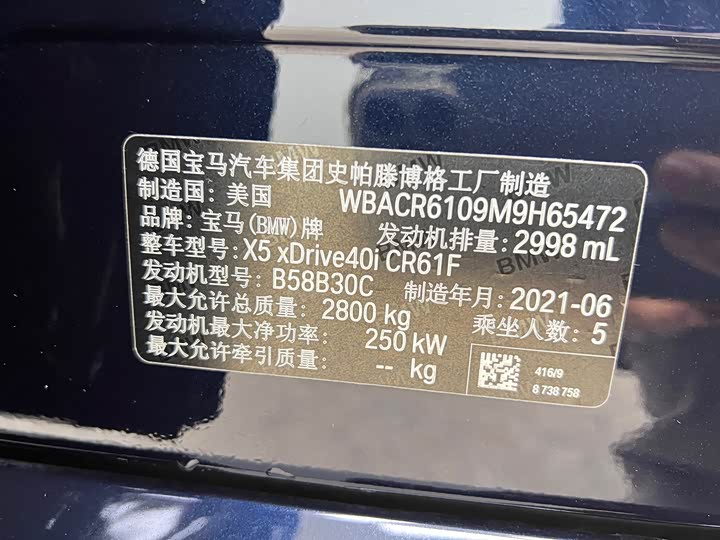 德国宝马汽车集团史帕滕博格工厂制造
制造国: 美国 WBACR6109M9H65472
品牌: 宝马(BMW)牌 发动机排量: 2998 mL
整车型号: X5 xDrive40i CR61F
发动机型号: B58B30C 制造年月: 2021-06
最大允许总质量: 2800 kg 乘坐人数: 5
发动机最大净功率: 250 kW
最大允许牵引质量: -- kg
416/9
8 738 758